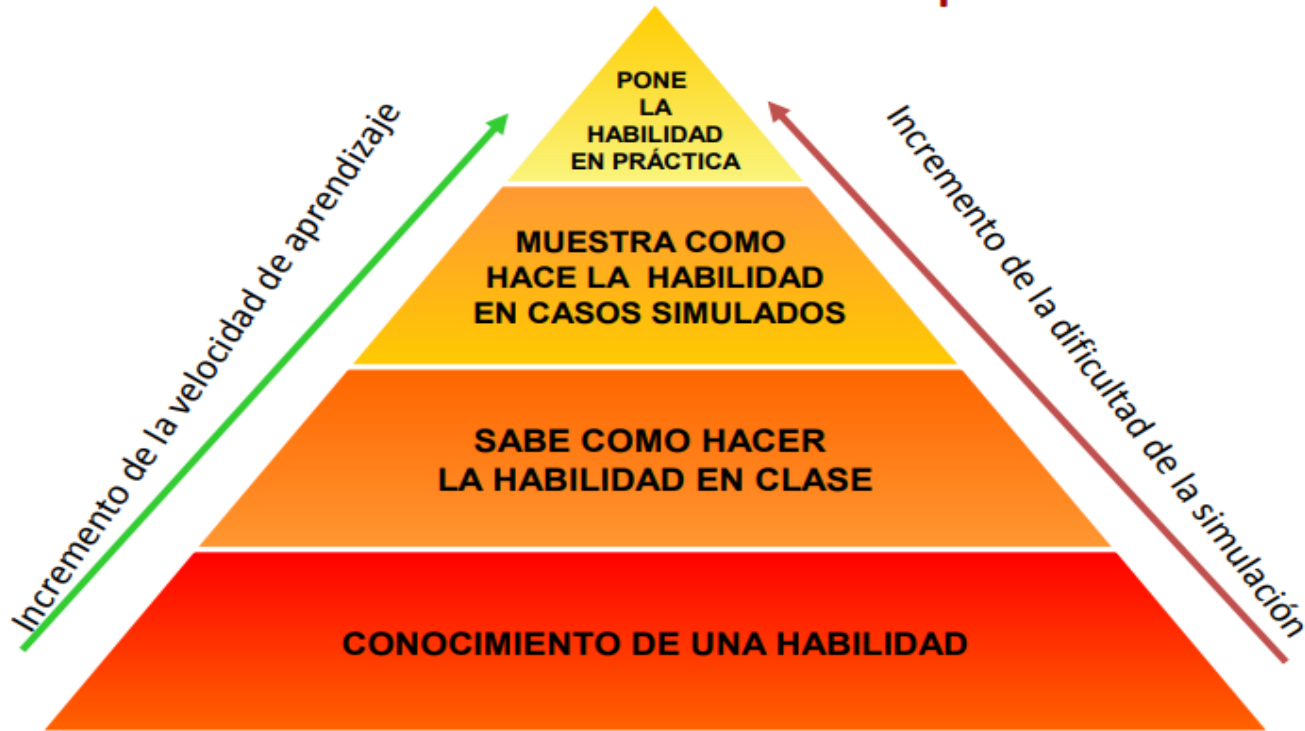 PONE
LA
HABILIDAD
EN PRÁCTICA
MUESTRA COMO
HACE LA HABILIDAD
EN CASOS SIMULADOS
SABE COMO HACER
LA HABILIDAD EN CLASE
CONOCIMIENTO DE UNA HABILIDAD
Incremento de la velocidad de aprendizaje
Incremento de la dificultad de la simulación